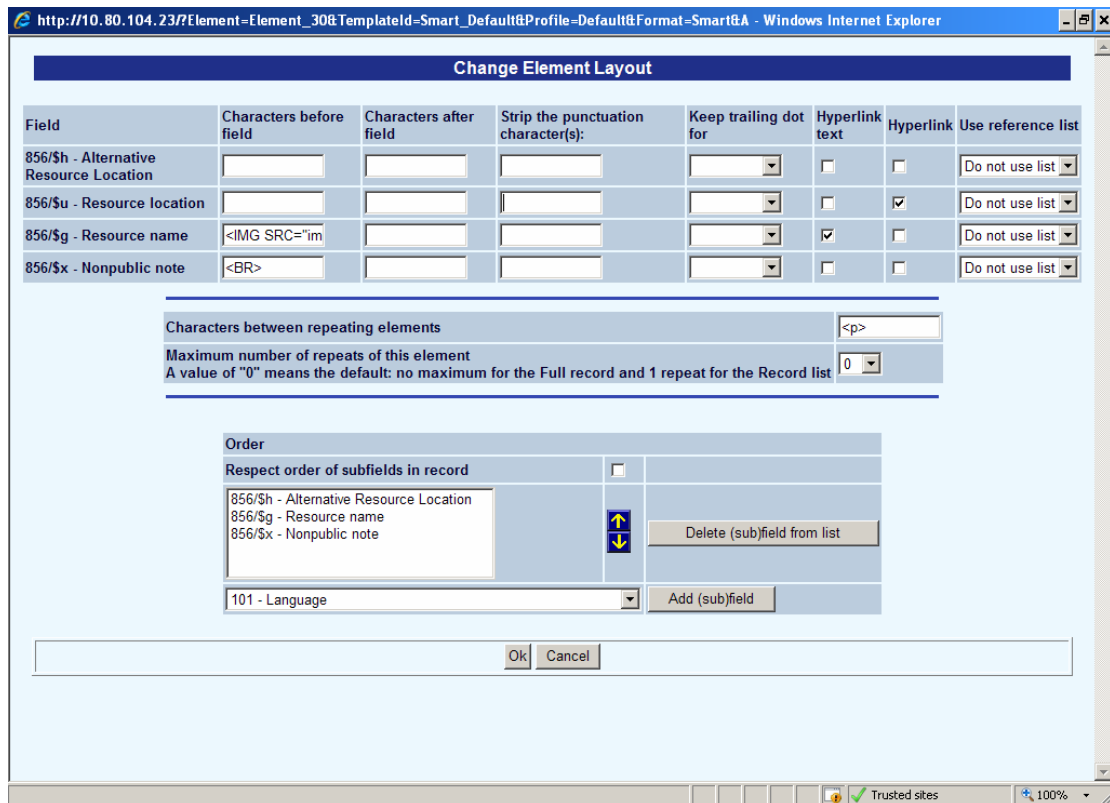 http://10.80.104.23/?Element=Element_30&TemplateId=Smart_Default&Profile=Default&Format=Smart&A - Windows Internet Explorer
Change Element Layout
Field Characters before field Characters after field Strip the punctuation character(s): Keep trailing dot for Hyperlink text Hyperlink Use reference list
856/$h - Alternative Resource Location Do not use list
856/$u - Resource location Do not use list
856/$g - Resource name <IMG SRC="im Do not use list
856/$x - Nonpublic note <BR> Do not use list
Characters between repeating elements <p>
Maximum number of repeats of this element
A value of "0" means the default: no maximum for the Full record and 1 repeat for the Record list 0
Order
Respect order of subfields in record
856/$h - Alternative Resource Location
856/$g - Resource name
856/$x - Nonpublic note
Delete (sub)field from list
101 - Language Add (sub)field
Ok Cancel
Trusted sites 100%